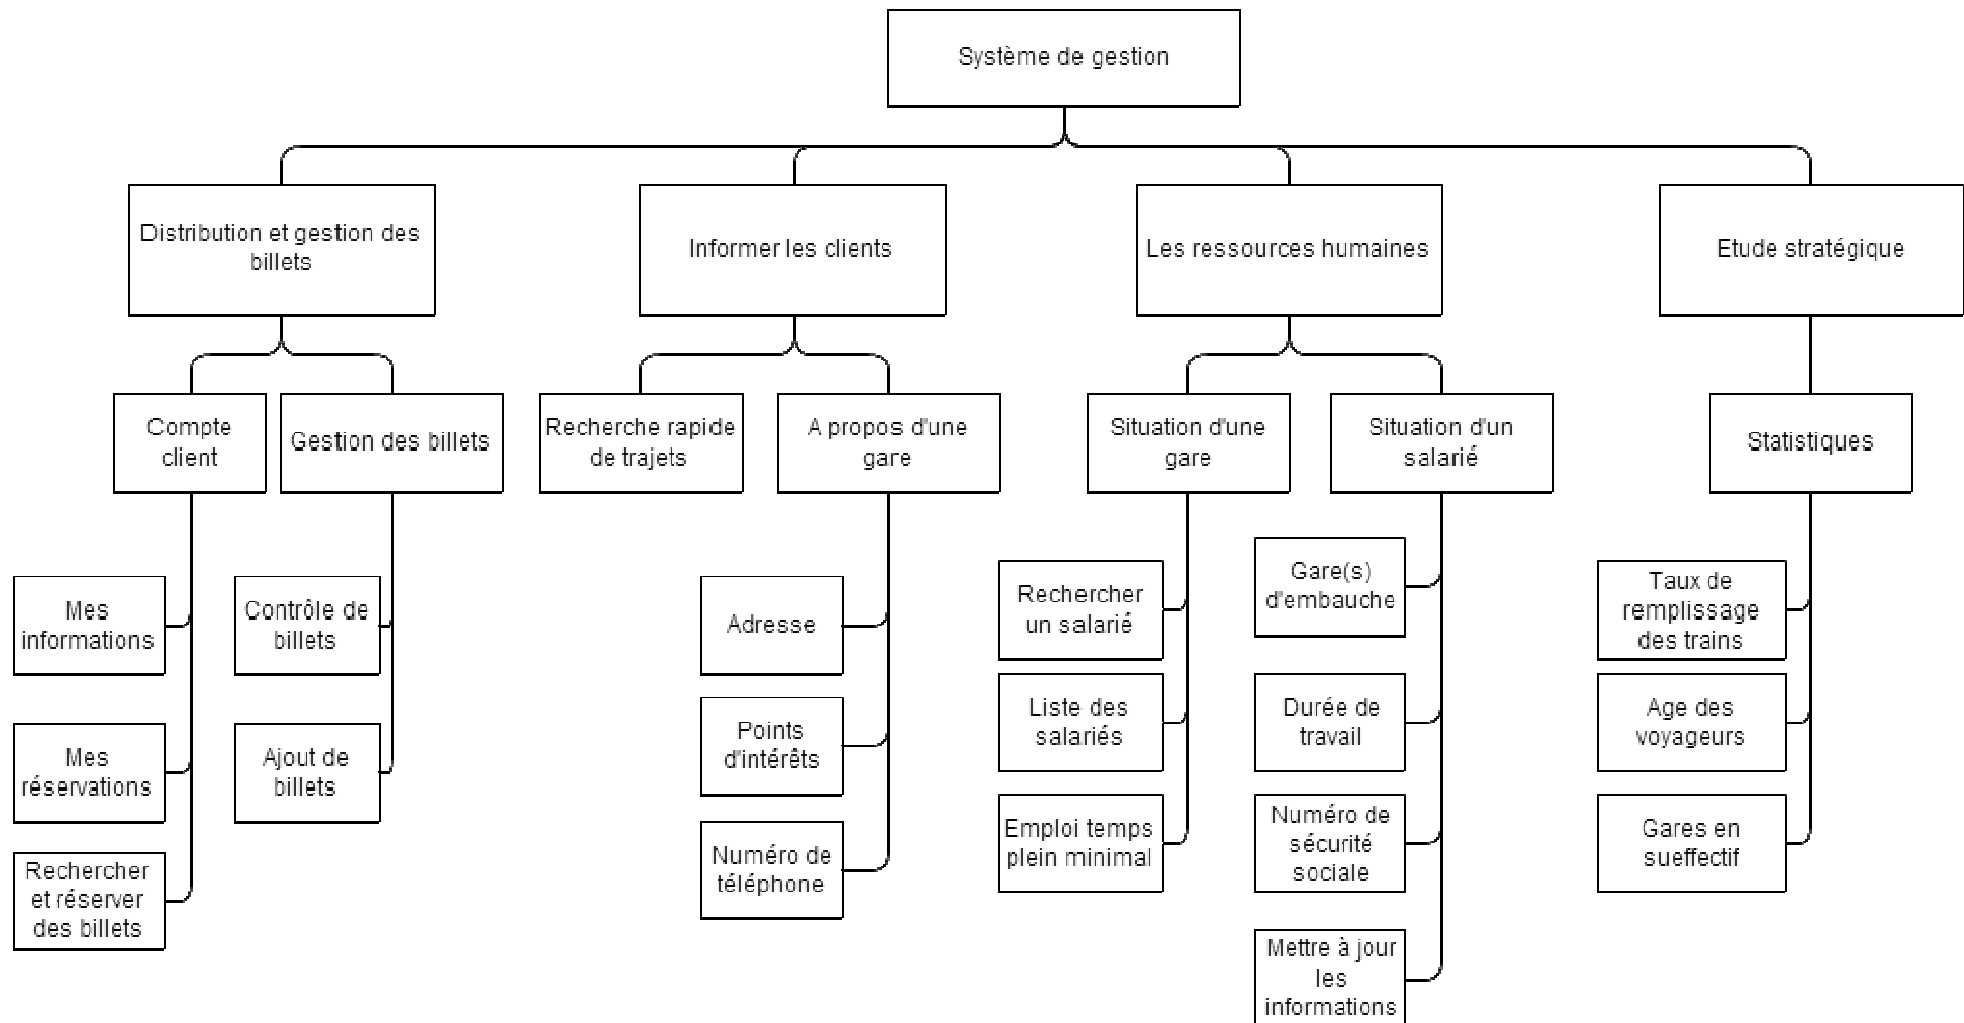 Système de gestion
Distribution et gestion des
billets
Informer les clients
Les ressources humaines
Etude stratégique
Compte
client
Gestion des billets
Recherche rapide
de trajets
A propos d'une
gare
Situation d'une
gare
Situation d'un
salarié
Statistiques
Mes
informations
Mes
réservations
Rechercher
et réserver
des billets
Contrôle de
billets
Ajout de
billets
Adresse
Points
d'intérêts
Numéro de
téléphone
Rechercher
un salarié
Liste des
salariés
Emploi temps
plein minimal
Gare(s)
d'embauche
Durée de
travail
Numéro de
sécurité
sociale
Mettre à jour
les
informations
Taux de
remplissage
des trains
Age des
voyageurs
Gares en
sueffectif